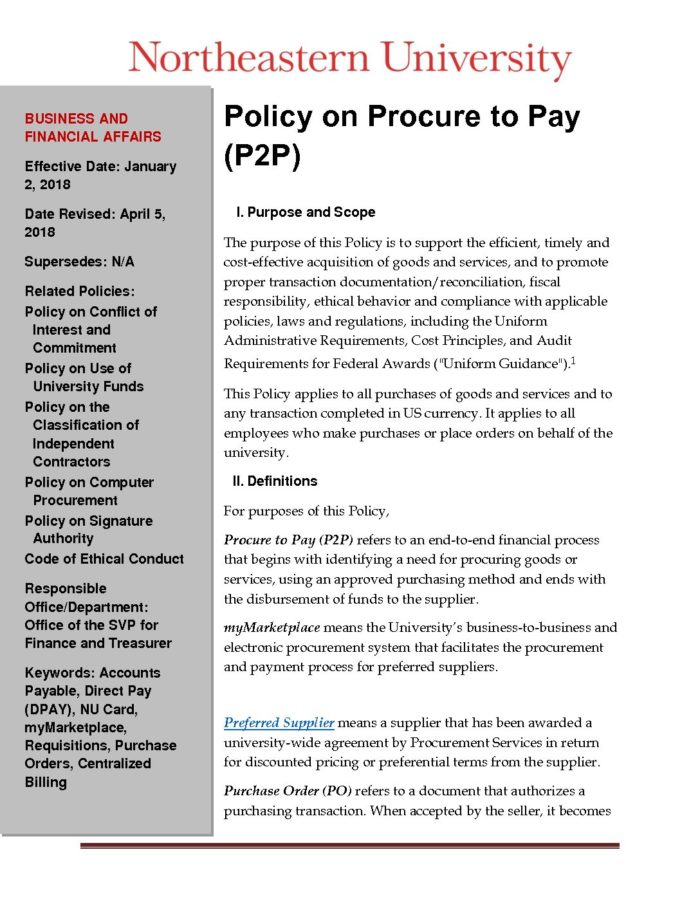 Northeastern University
BUSINESS AND
FINANCIAL AFFAIRS
Effective Date: January
2, 2018
Date Revised: April 5,
2018
Supersedes: N/A
Related Policies:
Policy on Conflict of
Interest and
Commitment
Policy on Use of
University Funds
Policy on the
Classification of
Independent
Contractors
Policy on Computer
Procurement
Policy on Signature
Authority
Code of Ethical Conduct
Responsible
Office/Department:
Office of the SVP for
Finance and Treasurer
Keywords: Accounts
Payable, Direct Pay
(DPAY), NU Card,
myMarketplace,
Requisitions, Purchase
Orders, Centralized
Billing
Policy on Procure to Pay
(P2P)
I. Purpose and Scope
The purpose of this Policy is to support the efficient, timely and
cost-effective acquisition of goods and services, and to promote
proper transaction documentation/reconciliation, fiscal
responsibility, ethical behavior and compliance with applicable
policies, laws and regulations, including the Uniform
Administrative Requirements, Cost Principles, and Audit
Requirements for Federal Awards ("Uniform Guidance").1
This Policy applies to all purchases of goods and services and to
any transaction completed in US currency. It applies to all
employees who make purchases or place orders on behalf of the
university.
II. Definitions
For purposes of this Policy,
Procure to Pay (P2P) refers to an end-to-end financial process
that begins with identifying a need for procuring goods or
services, using an approved purchasing method and ends with
the disbursement of funds to the supplier.
myMarketplace means the University’s business-to-business and
electronic procurement system that facilitates the procurement
and payment process for preferred suppliers.
Preferred Supplier means a supplier that has been awarded a
university-wide agreement by Procurement Services in return
for discounted pricing or preferential terms from the supplier.
Purchase Order (PO) refers to a document that authorizes a
purchasing transaction. When accepted by the seller, it becomes